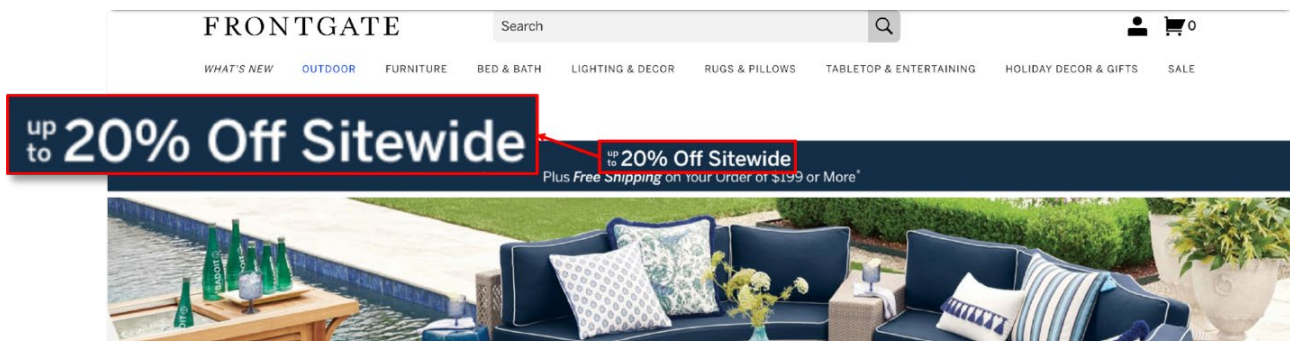 FRONTGATE
Search
0
WHAT'S NEW OUTDOOR FURNITURE BED & BATH LIGHTING & DECOR RUGS & PILLOWS TABLETOP & ENTERTAINING HOLIDAY DECOR & GIFTS SALE
up to 20% Off Sitewide
up to 20% Off Sitewide
Plus Free Shipping on Your Order of $199 or More*
BADOIT
BADOIT